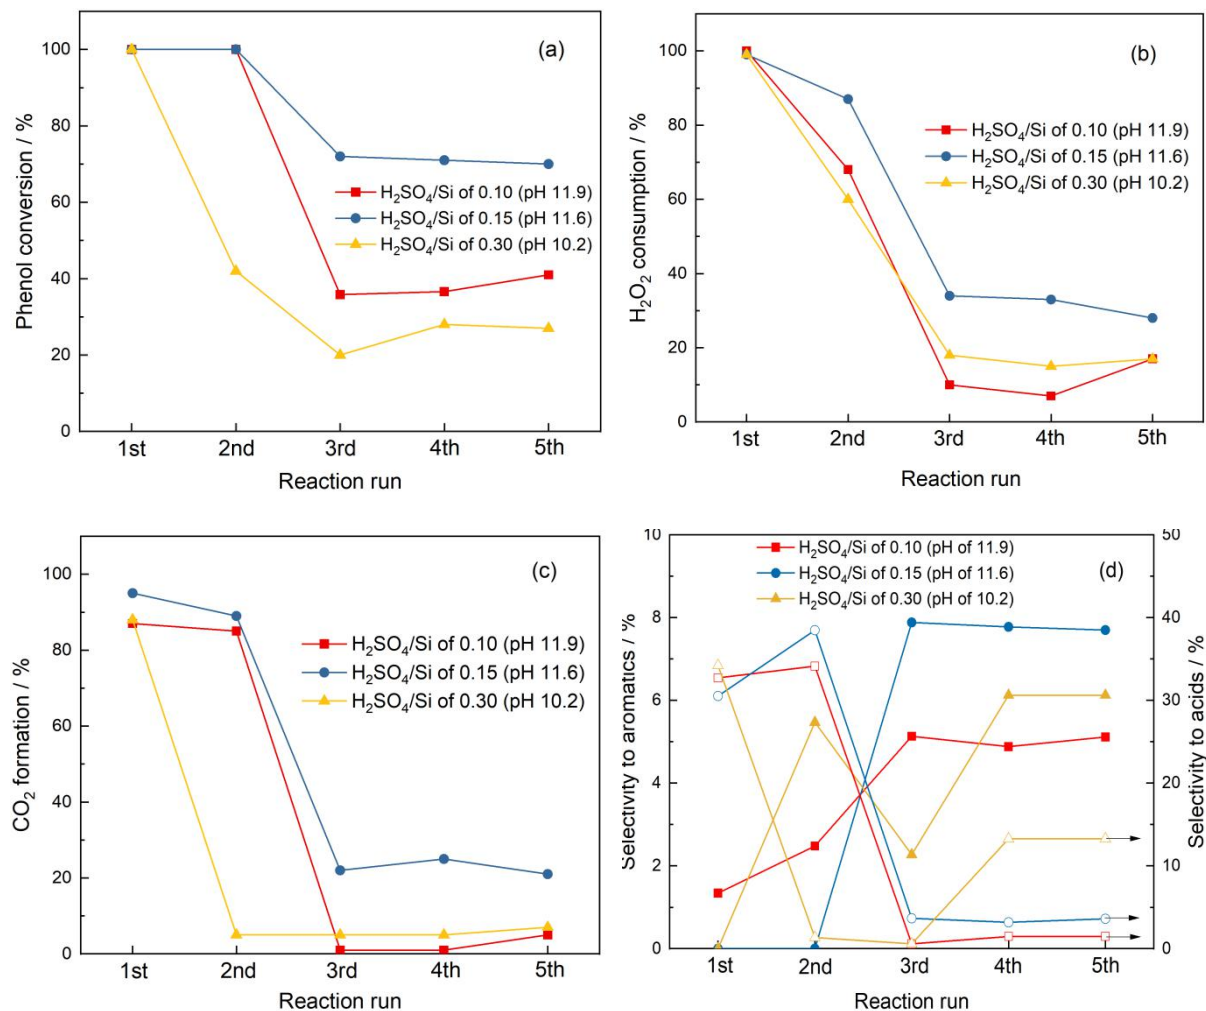 (a)
100
80
60
40
20
0
Phenol conversion / %
H₂SO₄/Si of 0.10 (pH 11.9)
H₂SO₄/Si of 0.15 (pH 11.6)
H₂SO₄/Si of 0.30 (pH 10.2)
1st 2nd 3rd 4th 5th
Reaction run
(b)
100
80
60
40
20
0
H₂O₂ consumption / %
H₂SO₄/Si of 0.10 (pH 11.9)
H₂SO₄/Si of 0.15 (pH 11.6)
H₂SO₄/Si of 0.30 (pH 10.2)
1st 2nd 3rd 4th 5th
Reaction run
(c)
100
80
60
40
20
0
CO₂ formation / %
H₂SO₄/Si of 0.10 (pH 11.9)
H₂SO₄/Si of 0.15 (pH 11.6)
H₂SO₄/Si of 0.30 (pH 10.2)
1st 2nd 3rd 4th 5th
Reaction run
(d)
10
8
6
4
2
0
Selectivity to aromatics / %
H₂SO₄/Si of 0.10 (pH of 11.9)
H₂SO₄/Si of 0.15 (pH of 11.6)
H₂SO₄/Si of 0.30 (pH of 10.2)
50
40
30
20
10
0
Selectivity to acids / %
1st 2nd 3rd 4th 5th
Reaction run